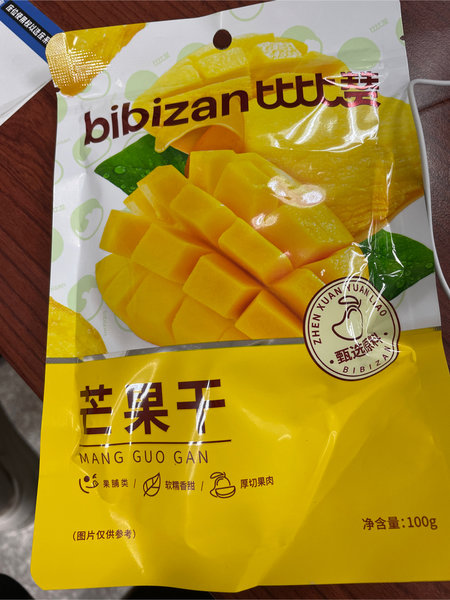 bibizan比比赞
ZHEN XUAN YUAN LIAO
甄选原料
BIBIZAN
芒果干
MANG GUO GAN
果脯类 / 软糯香甜 / 厚切果肉
(图片仅供参考)
净含量:100g